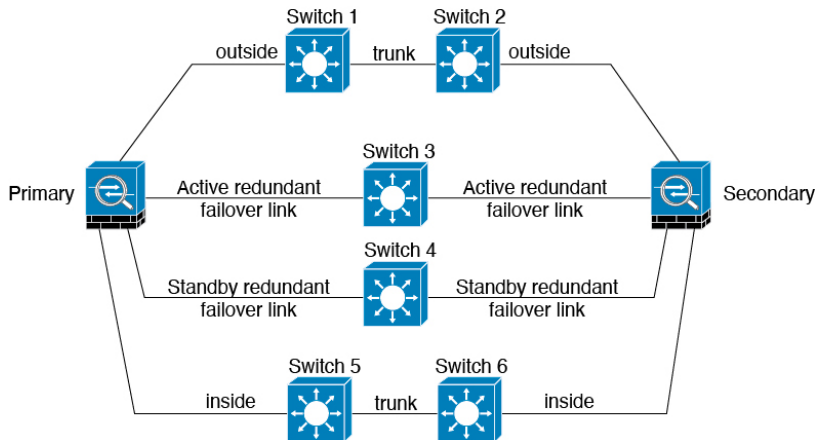 Switch 1
Switch 2
outside
trunk
outside
Switch 3
Primary
Active redundant
failover link
Active redundant
failover link
Secondary
Switch 4
Standby redundant
failover link
Standby redundant
failover link
Switch 5
Switch 6
inside
trunk
inside